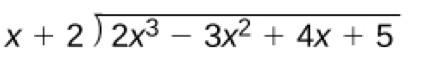 x + 2 ) 2x³ − 3x² + 4x + 5